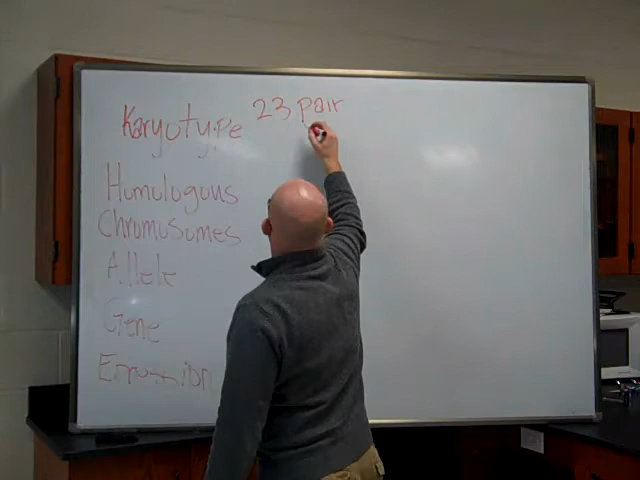 Karyotype 23 pair
Homologous
Chromosomes
Allele
Gene